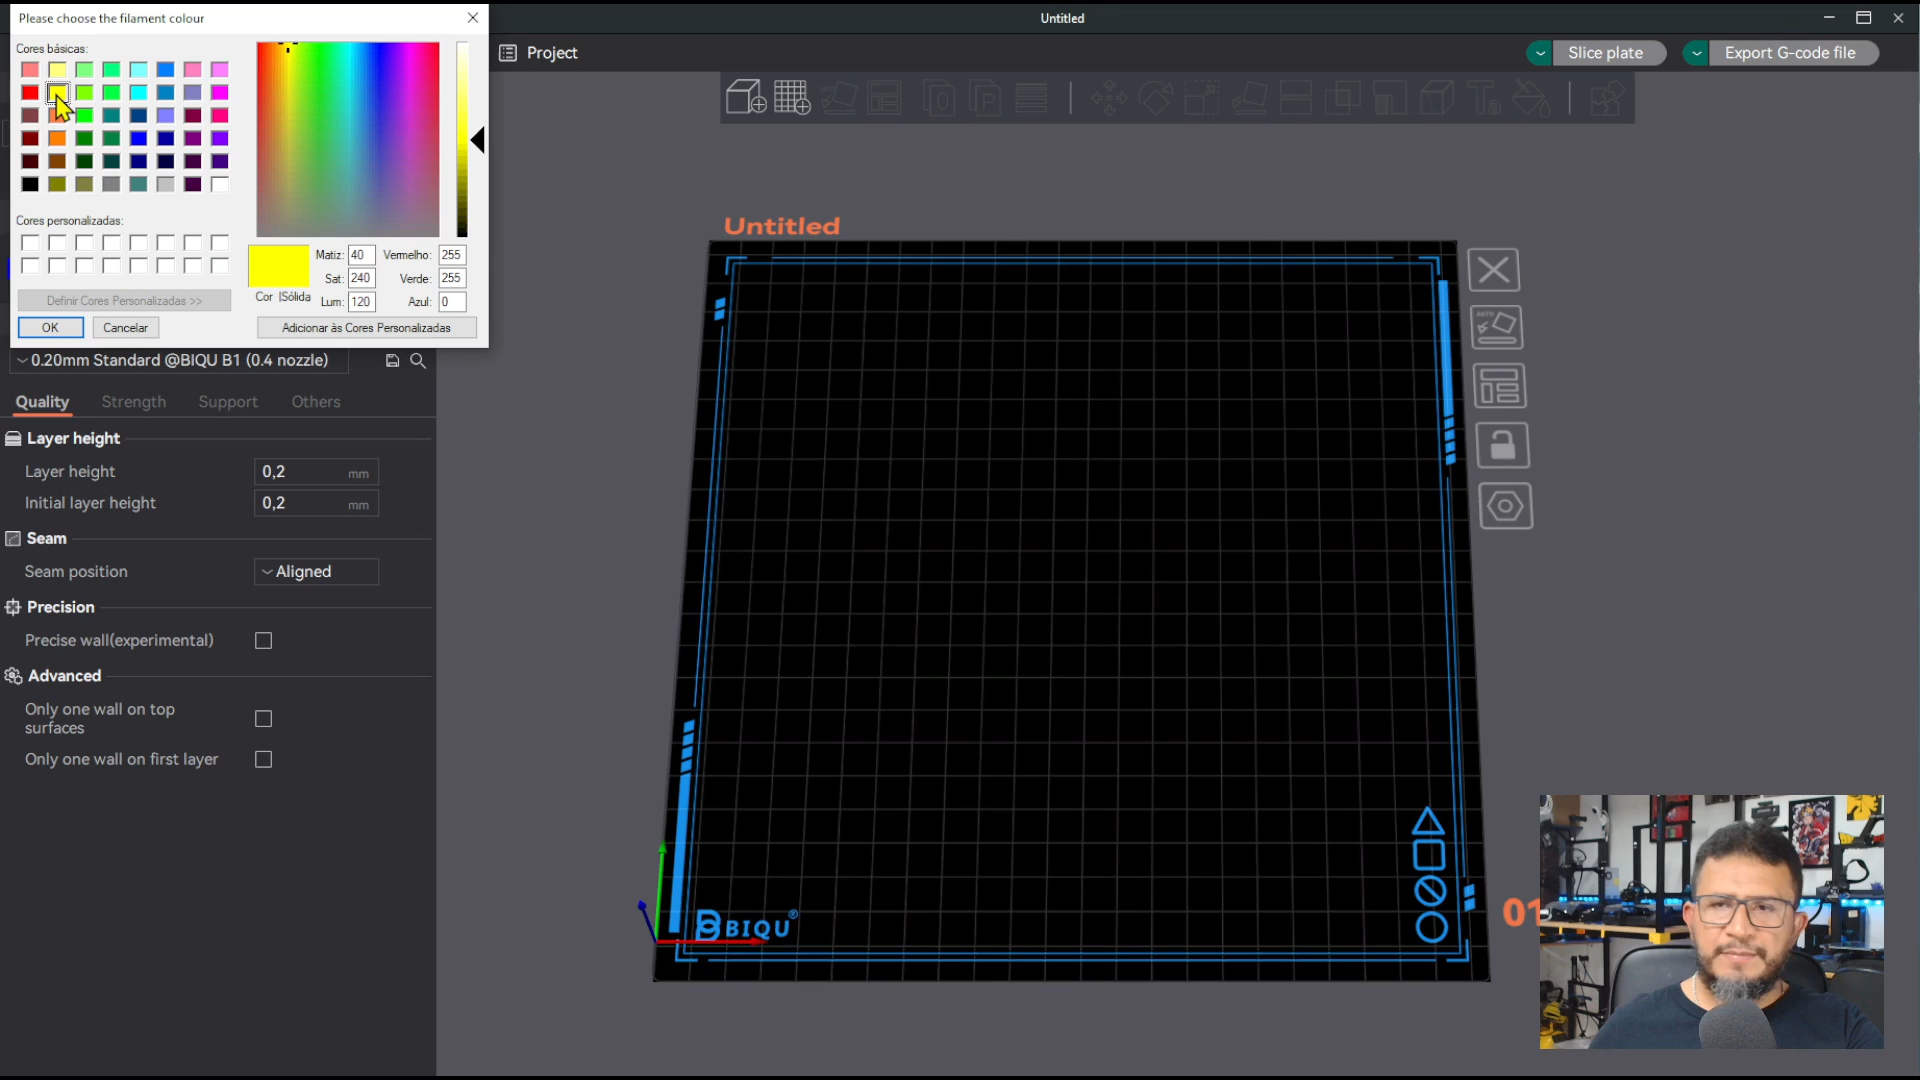 Please choose the filament colour
Untitled
Project
Slice plate
Export G-code file
Cores básicas:
Cores personalizadas:
Matiz: 40
Vermelho: 255
Sat: 240
Verde: 255
Cor |Sólida
Lum: 120
Azul: 0
Definir Cores Personalizadas >>
OK
Cancelar
Adicionar às Cores Personalizadas
0.20mm Standard @BIQU B1 (0.4 nozzle)
Quality
Strength
Support
Others
Layer height
Layer height
0,2 mm
Initial layer height
0,2 mm
Seam
Seam position
Aligned
Precision
Precise wall(experimental)
Advanced
Only one wall on top
surfaces
Only one wall on first layer
Untitled
AUTO
BIQU®
01